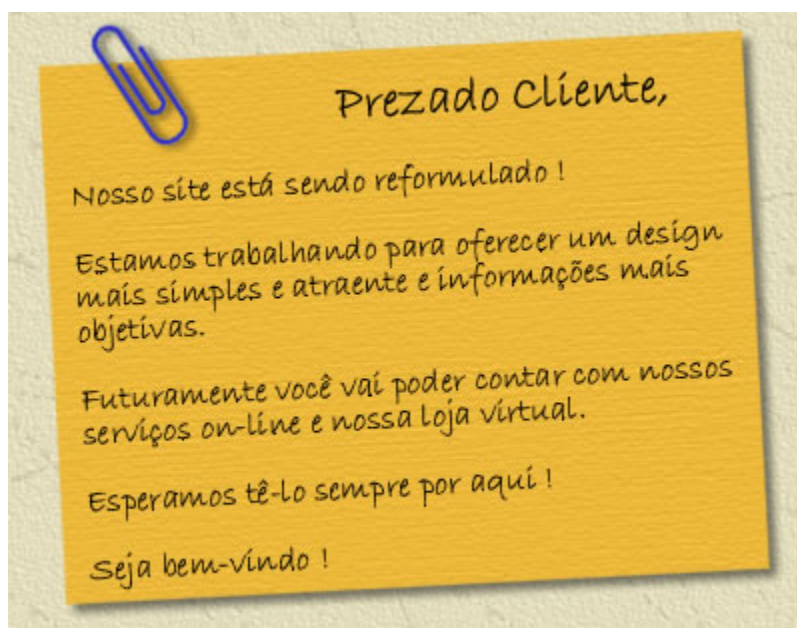 Prezado Cliente,
Nosso site está sendo reformulado !
Estamos trabalhando para oferecer um design
mais simples e atraente e informações mais
objetivas.
Futuramente você vai poder contar com nossos
serviços on-line e nossa loja virtual.
Esperamos tê-lo sempre por aqui !
Seja bem-vindo !